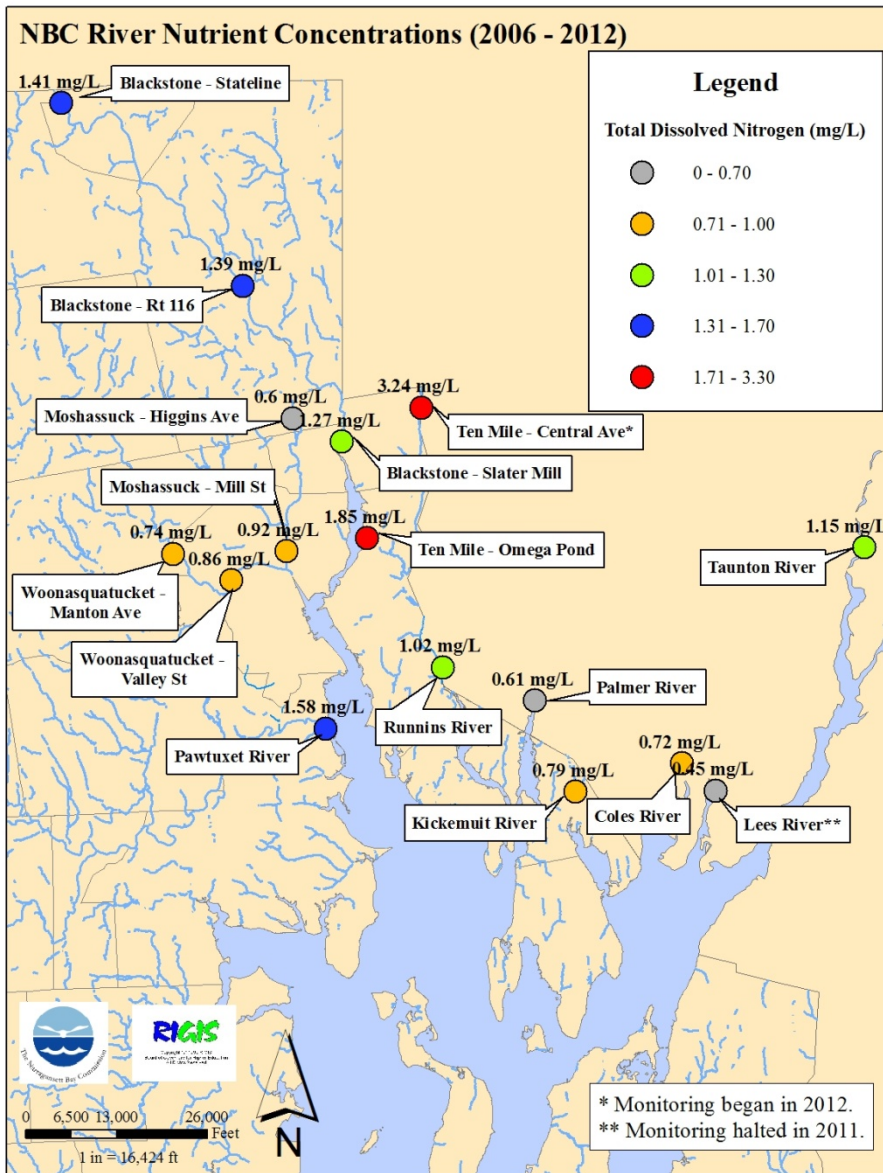 NBC River Nutrient Concentrations (2006 - 2012)
1.41 mg/L
Blackstone - Stateline
Legend
Total Dissolved Nitrogen (mg/L)
0 - 0.70
0.71 - 1.00
1.01 - 1.30
1.31 - 1.70
1.71 - 3.30
1.39 mg/L
Blackstone - Rt 116
0.6 mg/L
Moshassuck - Higgins Ave
1.27 mg/L
Blackstone - Slater Mill
3.24 mg/L
Ten Mile - Central Ave*
Moshassuck - Mill St
0.92 mg/L
0.74 mg/L
Woonasquatucket -
Manton Ave
0.86 mg/L
Woonasquatucket -
Valley St
1.85 mg/L
Ten Mile - Omega Pond
1.15 mg/L
Taunton River
1.02 mg/L
Runnins River
0.61 mg/L
Palmer River
1.58 mg/L
Pawtuxet River
0.79 mg/L
Kickemuit River
0.72 mg/L
Coles River
0.45 mg/L
Lees River**
The Narragansett Bay Commission
RIGIS
0 6,500 13,000 26,000
Feet
1 in = 16,424 ft
N
* Monitoring began in 2012.
** Monitoring halted in 2011.